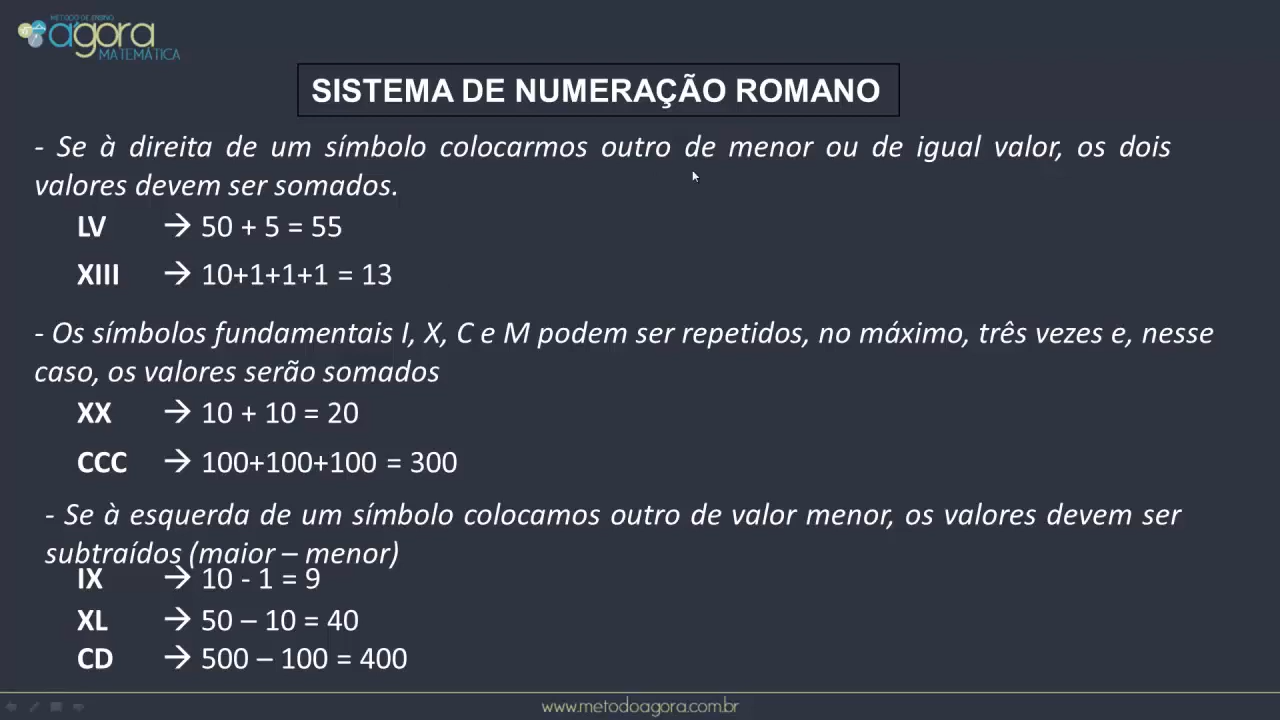 MÉTODO DE ENSINO
agora
MATEMÁTICA
SISTEMA DE NUMERAÇÃO ROMANO
- Se à direita de um símbolo colocarmos outro de menor ou de igual valor, os dois
valores devem ser somados.
LV → 50 + 5 = 55
XIII → 10+1+1+1 = 13
- Os símbolos fundamentais I, X, C e M podem ser repetidos, no máximo, três vezes e, nesse
caso, os valores serão somados
XX → 10 + 10 = 20
CCC → 100+100+100 = 300
- Se à esquerda de um símbolo colocamos outro de valor menor, os valores devem ser
subtraídos (maior – menor)
IX → 10 - 1 = 9
XL → 50 – 10 = 40
CD → 500 – 100 = 400
www.metodoagora.com.br